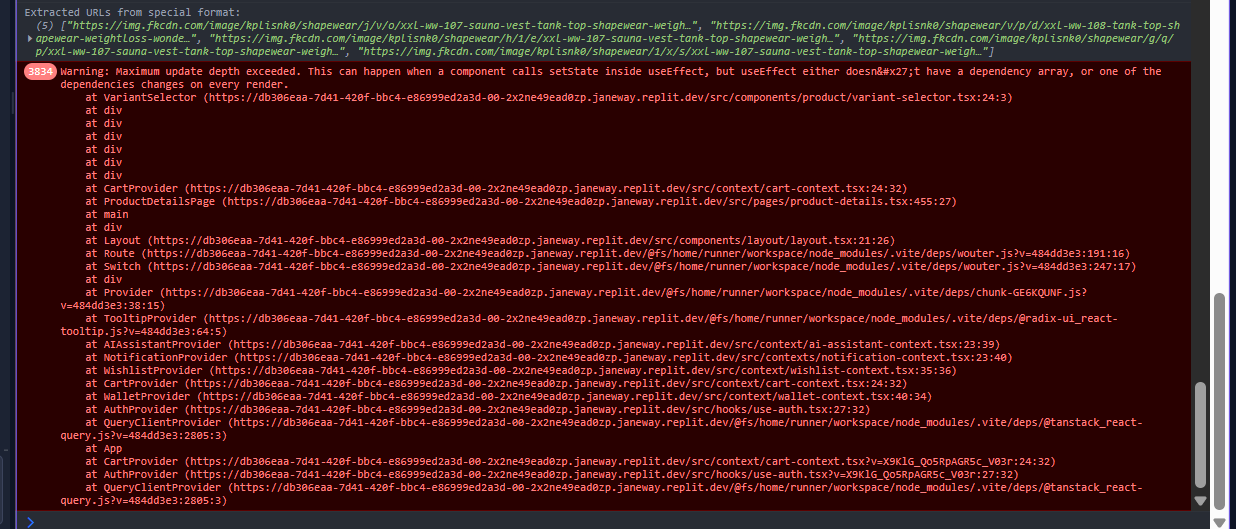 Extracted URLs from special format:
(5) ["https://img.fkcdn.com/image/kplisnk0/shapewear/j/v/o/xxl-ww-107-sauna-vest-tank-top-shapewear-weigh…", "https://img.fkcdn.com/image/kplisnk0/shapewear/v/p/d/xxl-ww-108-tank-top-sh
apewear-weightloss-wonde…", "https://img.fkcdn.com/image/kplisnk0/shapewear/h/1/e/xxl-ww-107-sauna-vest-tank-top-shapewear-weigh…", "https://img.fkcdn.com/image/kplisnk0/shapewear/g/q/
p/xxl-ww-107-sauna-vest-tank-top-shapewear-weigh…", "https://img.fkcdn.com/image/kplisnk0/shapewear/1/x/s/xxl-ww-107-sauna-vest-tank-top-shapewear-weigh…"]
3834 Warning: Maximum update depth exceeded. This can happen when a component calls setState inside useEffect, but useEffect either doesn&#x27;t have a dependency array, or one of the
dependencies changes on every render.
at VariantSelector (https://db306eaa-7d41-420f-bbc4-e86999ed2a3d-00-2x2ne49ead0zp.janeway.replit.dev/src/components/product/variant-selector.tsx:24:3)
at div
at div
at div
at div
at div
at div
at CartProvider (https://db306eaa-7d41-420f-bbc4-e86999ed2a3d-00-2x2ne49ead0zp.janeway.replit.dev/src/context/cart-context.tsx:24:32)
at ProductDetailsPage (https://db306eaa-7d41-420f-bbc4-e86999ed2a3d-00-2x2ne49ead0zp.janeway.replit.dev/src/pages/product-details.tsx:455:27)
at main
at div
at Layout (https://db306eaa-7d41-420f-bbc4-e86999ed2a3d-00-2x2ne49ead0zp.janeway.replit.dev/src/components/layout/layout.tsx:21:26)
at Route (https://db306eaa-7d41-420f-bbc4-e86999ed2a3d-00-2x2ne49ead0zp.janeway.replit.dev/@fs/home/runner/workspace/node_modules/.vite/deps/wouter.js?v=484dd3e3:191:16)
at Switch (https://db306eaa-7d41-420f-bbc4-e86999ed2a3d-00-2x2ne49ead0zp.janeway.replit.dev/@fs/home/runner/workspace/node_modules/.vite/deps/wouter.js?v=484dd3e3:247:17)
at div
at Provider (https://db306eaa-7d41-420f-bbc4-e86999ed2a3d-00-2x2ne49ead0zp.janeway.replit.dev/@fs/home/runner/workspace/node_modules/.vite/deps/chunk-GE6KQUNF.js?
v=484dd3e3:38:15)
at TooltipProvider (https://db306eaa-7d41-420f-bbc4-e86999ed2a3d-00-2x2ne49ead0zp.janeway.replit.dev/@fs/home/runner/workspace/node_modules/.vite/deps/@radix-ui_react-
tooltip.js?v=484dd3e3:64:5)
at AIAssistantProvider (https://db306eaa-7d41-420f-bbc4-e86999ed2a3d-00-2x2ne49ead0zp.janeway.replit.dev/src/context/ai-assistant-context.tsx:23:39)
at NotificationProvider (https://db306eaa-7d41-420f-bbc4-e86999ed2a3d-00-2x2ne49ead0zp.janeway.replit.dev/src/contexts/notification-context.tsx:23:40)
at WishlistProvider (https://db306eaa-7d41-420f-bbc4-e86999ed2a3d-00-2x2ne49ead0zp.janeway.replit.dev/src/context/wishlist-context.tsx:35:36)
at CartProvider (https://db306eaa-7d41-420f-bbc4-e86999ed2a3d-00-2x2ne49ead0zp.janeway.replit.dev/src/context/cart-context.tsx:24:32)
at WalletProvider (https://db306eaa-7d41-420f-bbc4-e86999ed2a3d-00-2x2ne49ead0zp.janeway.replit.dev/src/context/wallet-context.tsx:40:34)
at AuthProvider (https://db306eaa-7d41-420f-bbc4-e86999ed2a3d-00-2x2ne49ead0zp.janeway.replit.dev/src/hooks/use-auth.tsx:27:32)
at QueryClientProvider (https://db306eaa-7d41-420f-bbc4-e86999ed2a3d-00-2x2ne49ead0zp.janeway.replit.dev/@fs/home/runner/workspace/node_modules/.vite/deps/@tanstack_react-
query.js?v=484dd3e3:2805:3)
at App
at CartProvider (https://db306eaa-7d41-420f-bbc4-e86999ed2a3d-00-2x2ne49ead0zp.janeway.replit.dev/src/context/cart-context.tsx?v=X9KlG_Qo5RpAGR5c_V03r:24:32)
at AuthProvider (https://db306eaa-7d41-420f-bbc4-e86999ed2a3d-00-2x2ne49ead0zp.janeway.replit.dev/src/hooks/use-auth.tsx?v=X9KlG_Qo5RpAGR5c_V03r:27:32)
at QueryClientProvider (https://db306eaa-7d41-420f-bbc4-e86999ed2a3d-00-2x2ne49ead0zp.janeway.replit.dev/@fs/home/runner/workspace/node_modules/.vite/deps/@tanstack_react-
query.js?v=484dd3e3:2805:3)